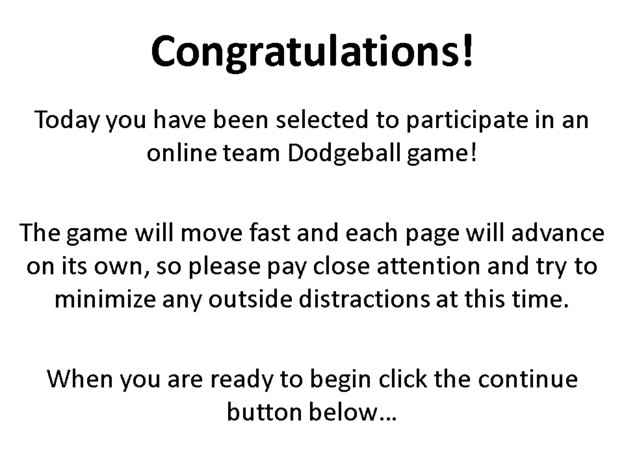 Congratulations!
Today you have been selected to participate in an
online team Dodgeball game!
The game will move fast and each page will advance
on its own, so please pay close attention and try to
minimize any outside distractions at this time.
When you are ready to begin click the continue
button below...